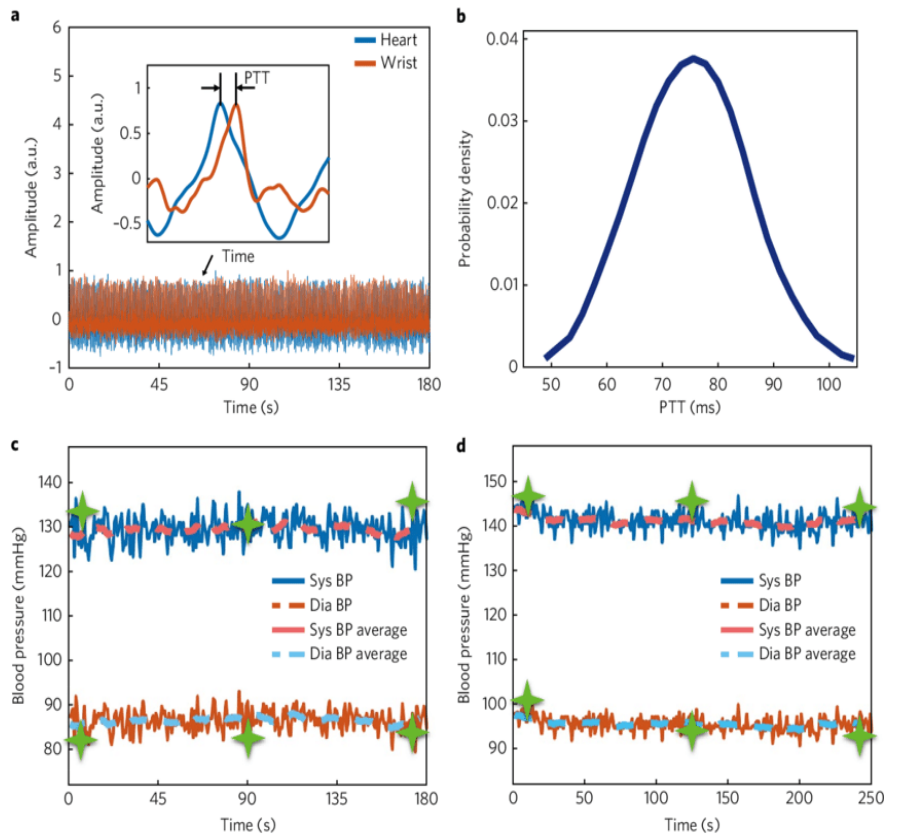 a
6
5
4
3
2
1
0
-1
Amplitude (a.u.)
Heart
Wrist
PTT
1
0.5
0
-0.5
Amplitude (a.u.)
Time
0 45 90 135 180
Time (s)
b
0.04
0.03
0.02
0.01
0
Probability density
50 60 70 80 90 100
PTT (ms)
c
140
130
120
110
100
90
80
Blood pressure (mmHg)
Sys BP
Dia BP
Sys BP average
Dia BP average
0 45 90 135 180
Time (s)
d
150
140
130
120
110
100
90
Blood pressure (mmHg)
Sys BP
Dia BP
Sys BP average
Dia BP average
0 50 100 150 200 250
Time (s)